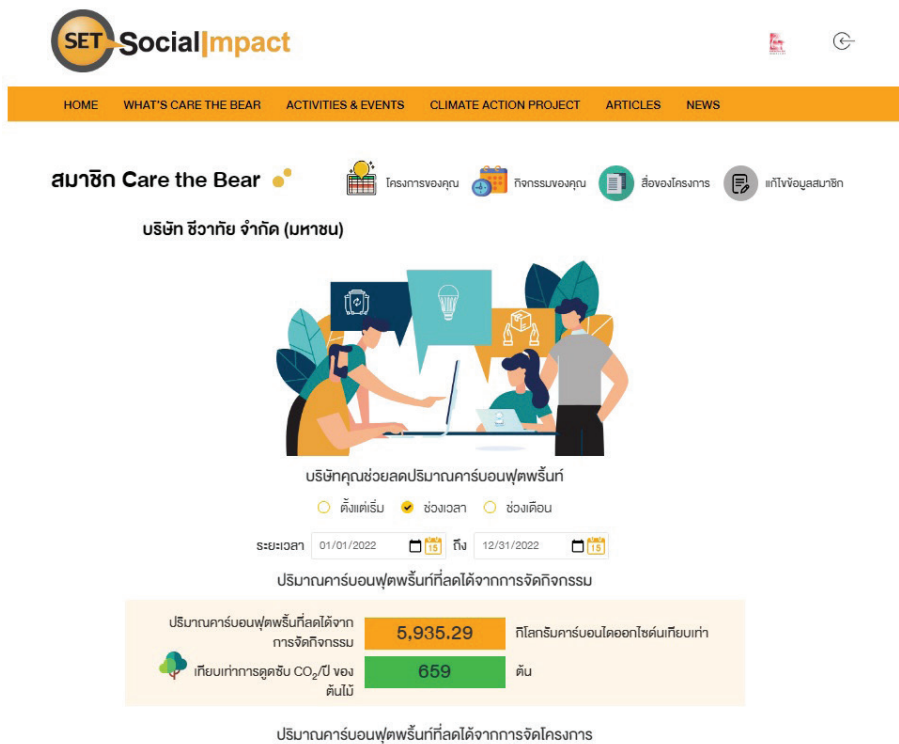 SET Social Impact
HOME WHAT'S CARE THE BEAR ACTIVITIES & EVENTS CLIMATE ACTION PROJECT ARTICLES NEWS
สมาชิก Care the Bear โครงการของคุณ กิจกรรมของคุณ สื่อของโครงการ แก้ไขข้อมูลสมาชิก
บริษัท ชีวาทัย จำกัด (มหาชน)
บริษัทคุณช่วยลดปริมาณคาร์บอนฟุตพริ้นท์
ตั้งแต่เริ่ม ช่วงเวลา ช่วงเดือน
ระยะเวลา 01/01/2022 15 ถึง 12/31/2022 15
ปริมาณคาร์บอนฟุตพริ้นท์ที่ลดได้จากการจัดกิจกรรม
ปริมาณคาร์บอนฟุตพริ้นที่ลดได้จาก
การจัดกิจกรรม 5,935.29 กิโลกรัมคาร์บอนไดออกไซด์นเทียบเท่า
เทียบเท่าการดูดซับ CO₂/ปี ของ 659 ต้น
ต้นไม้
ปริมาณคาร์บอนฟุตพริ้นท์ที่ลดได้จากการจัดโครงการ